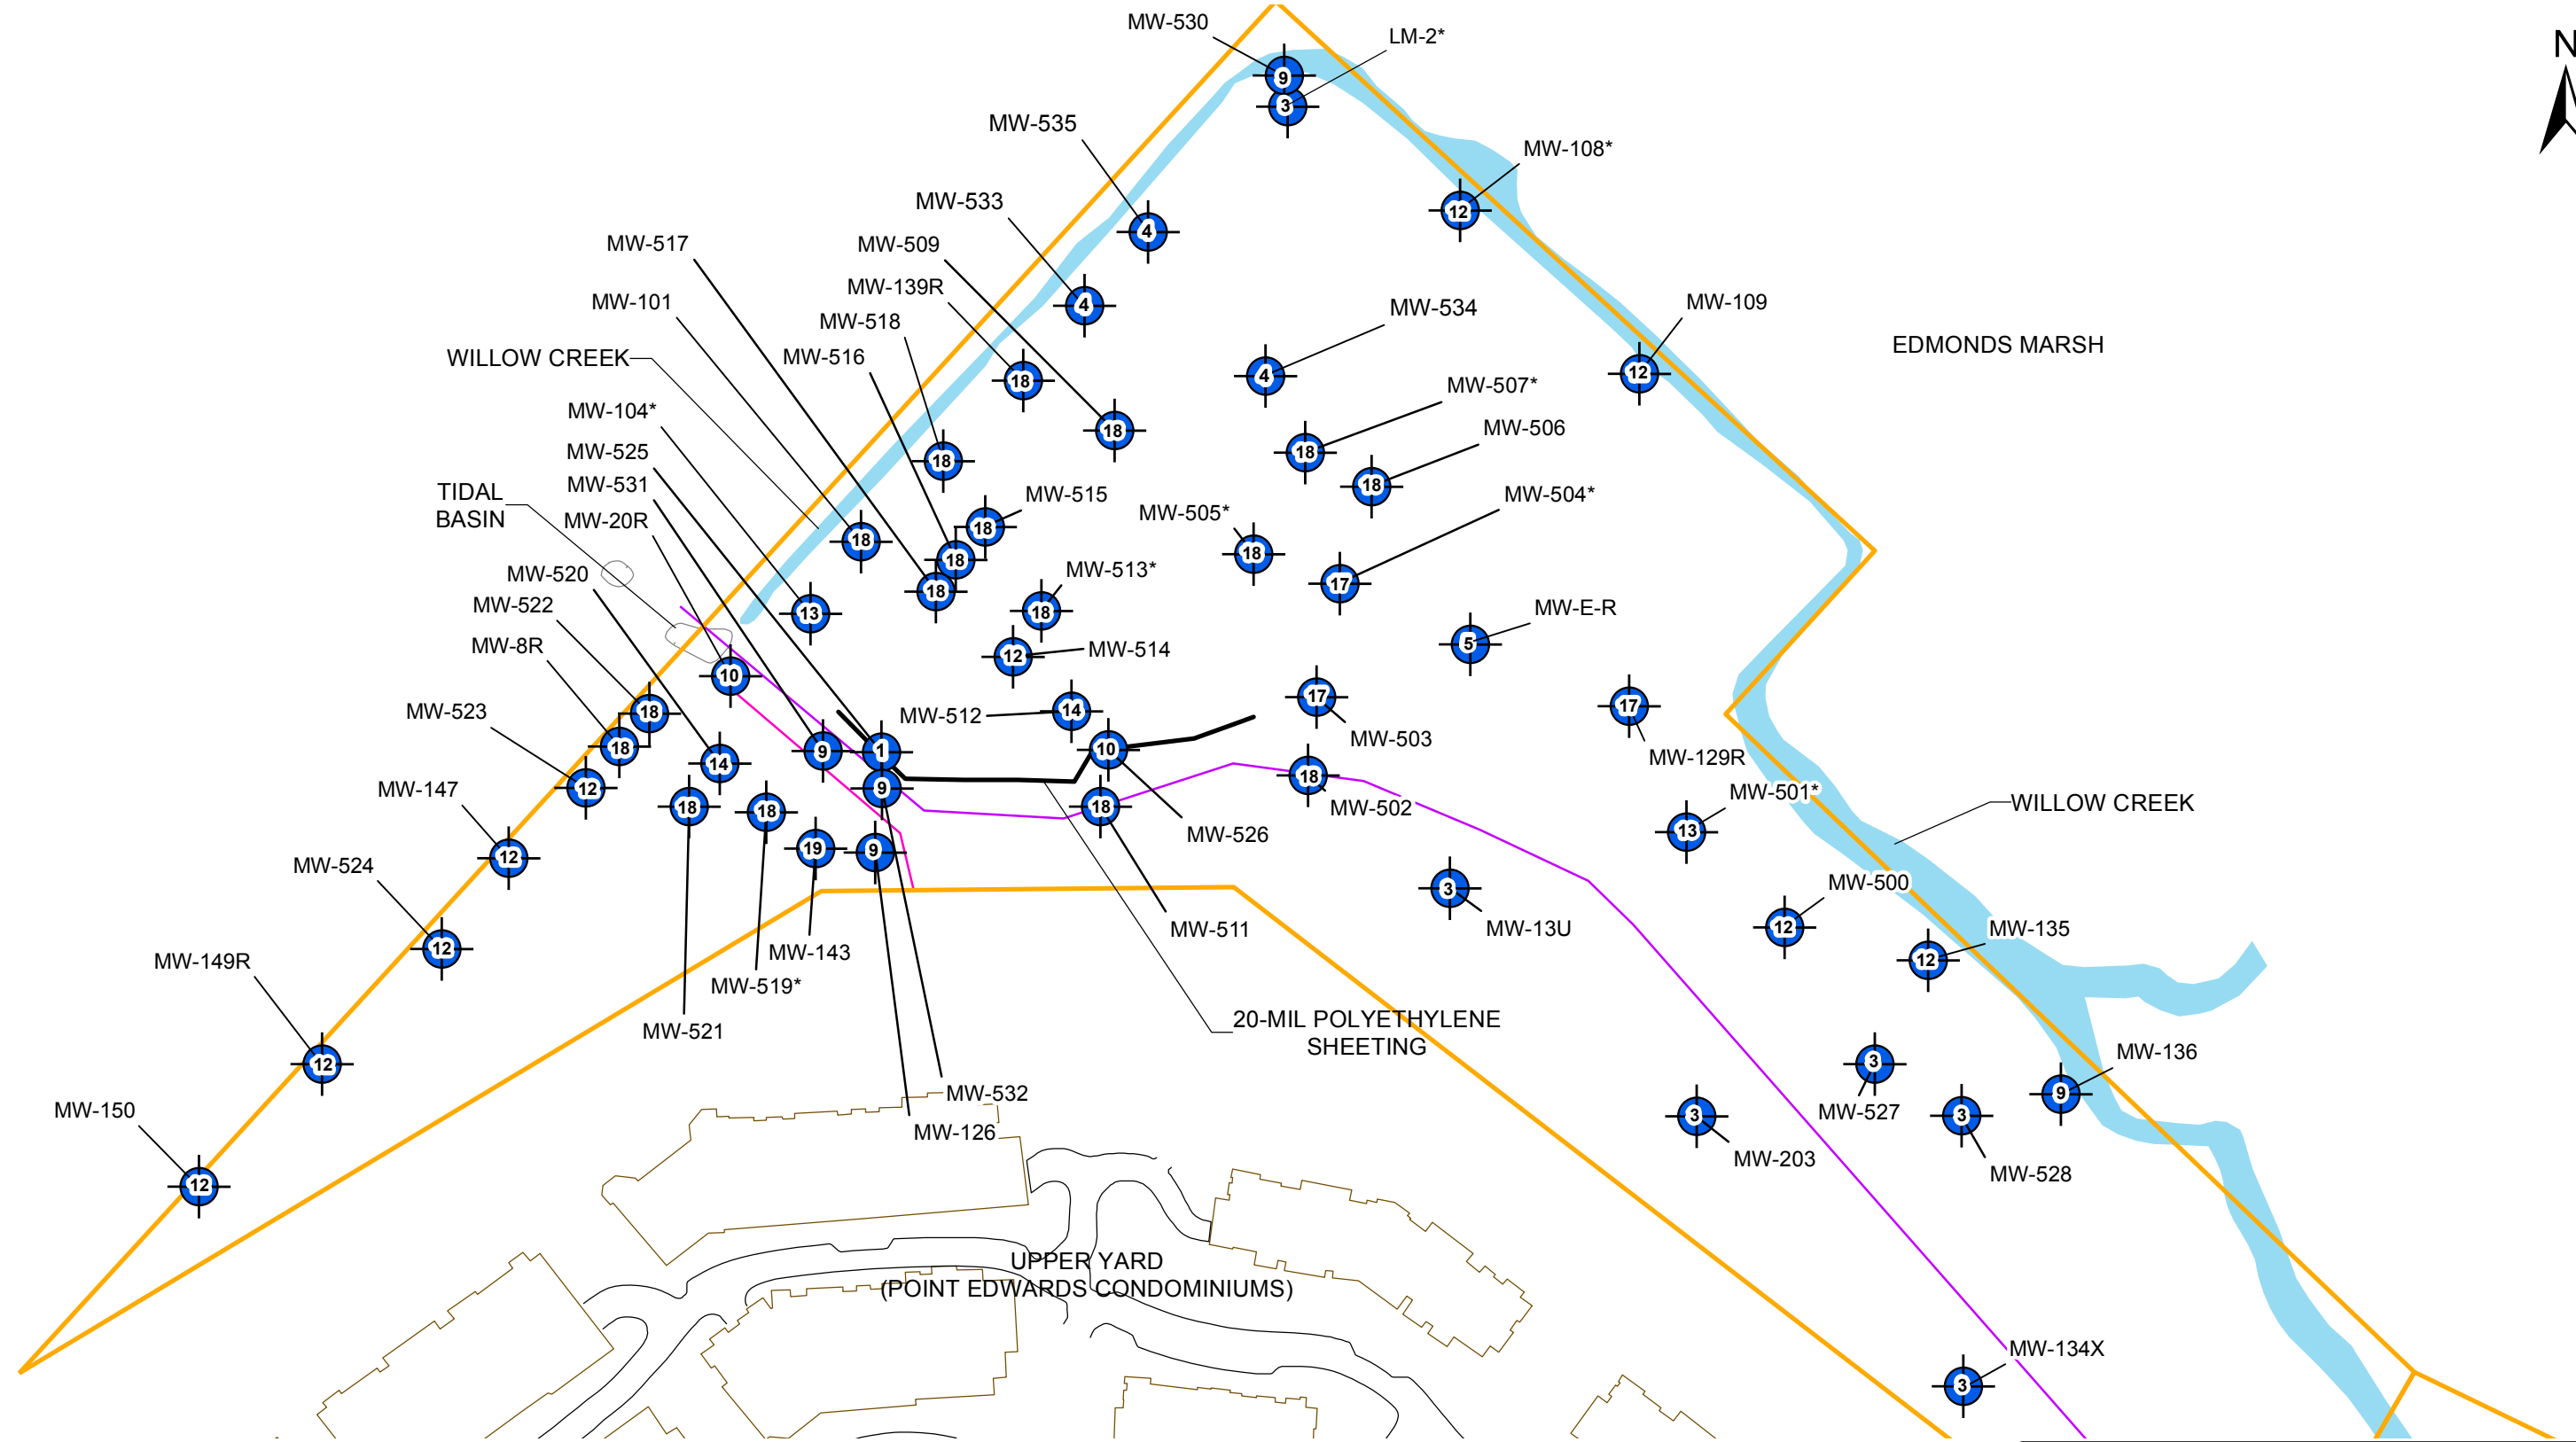 MW-530
LM-2*
N
9
3
MW-535
MW-108*
MW-533
12
4
MW-517
MW-509
4
MW-139R
MW-101
MW-109
MW-518
MW-534
EDMONDS MARSH
WILLOW CREEK
MW-516
18
4
12
MW-507*
MW-104*
18
MW-506
MW-525
18
18
MW-531
18
TIDAL
BASIN
MW-515
MW-504*
MW-20R
18
18
MW-505*
18
18
MW-520
18
MW-513*
17
MW-522
13
18
MW-E-R
MW-8R
12
MW-514
5
10
MW-523
18
MW-512
14
17
17
18
9
1
10
MW-503
MW-129R
14
12
9
18
18
MW-502
MW-501*
WILLOW CREEK
MW-147
18
18
13
MW-526
12
19
9
MW-524
3
MW-500
12
MW-143
MW-511
MW-13U
12
MW-135
MW-149R
MW-519*
12
MW-521
20-MIL POLYETHYLENE
SHEETING
12
3
MW-136
MW-150
MW-532
9
MW-126
3
MW-527
3
12
MW-203
MW-528
UPPER YARD
(POINT EDWARDS CONDOMINIUMS)
MW-134X
3